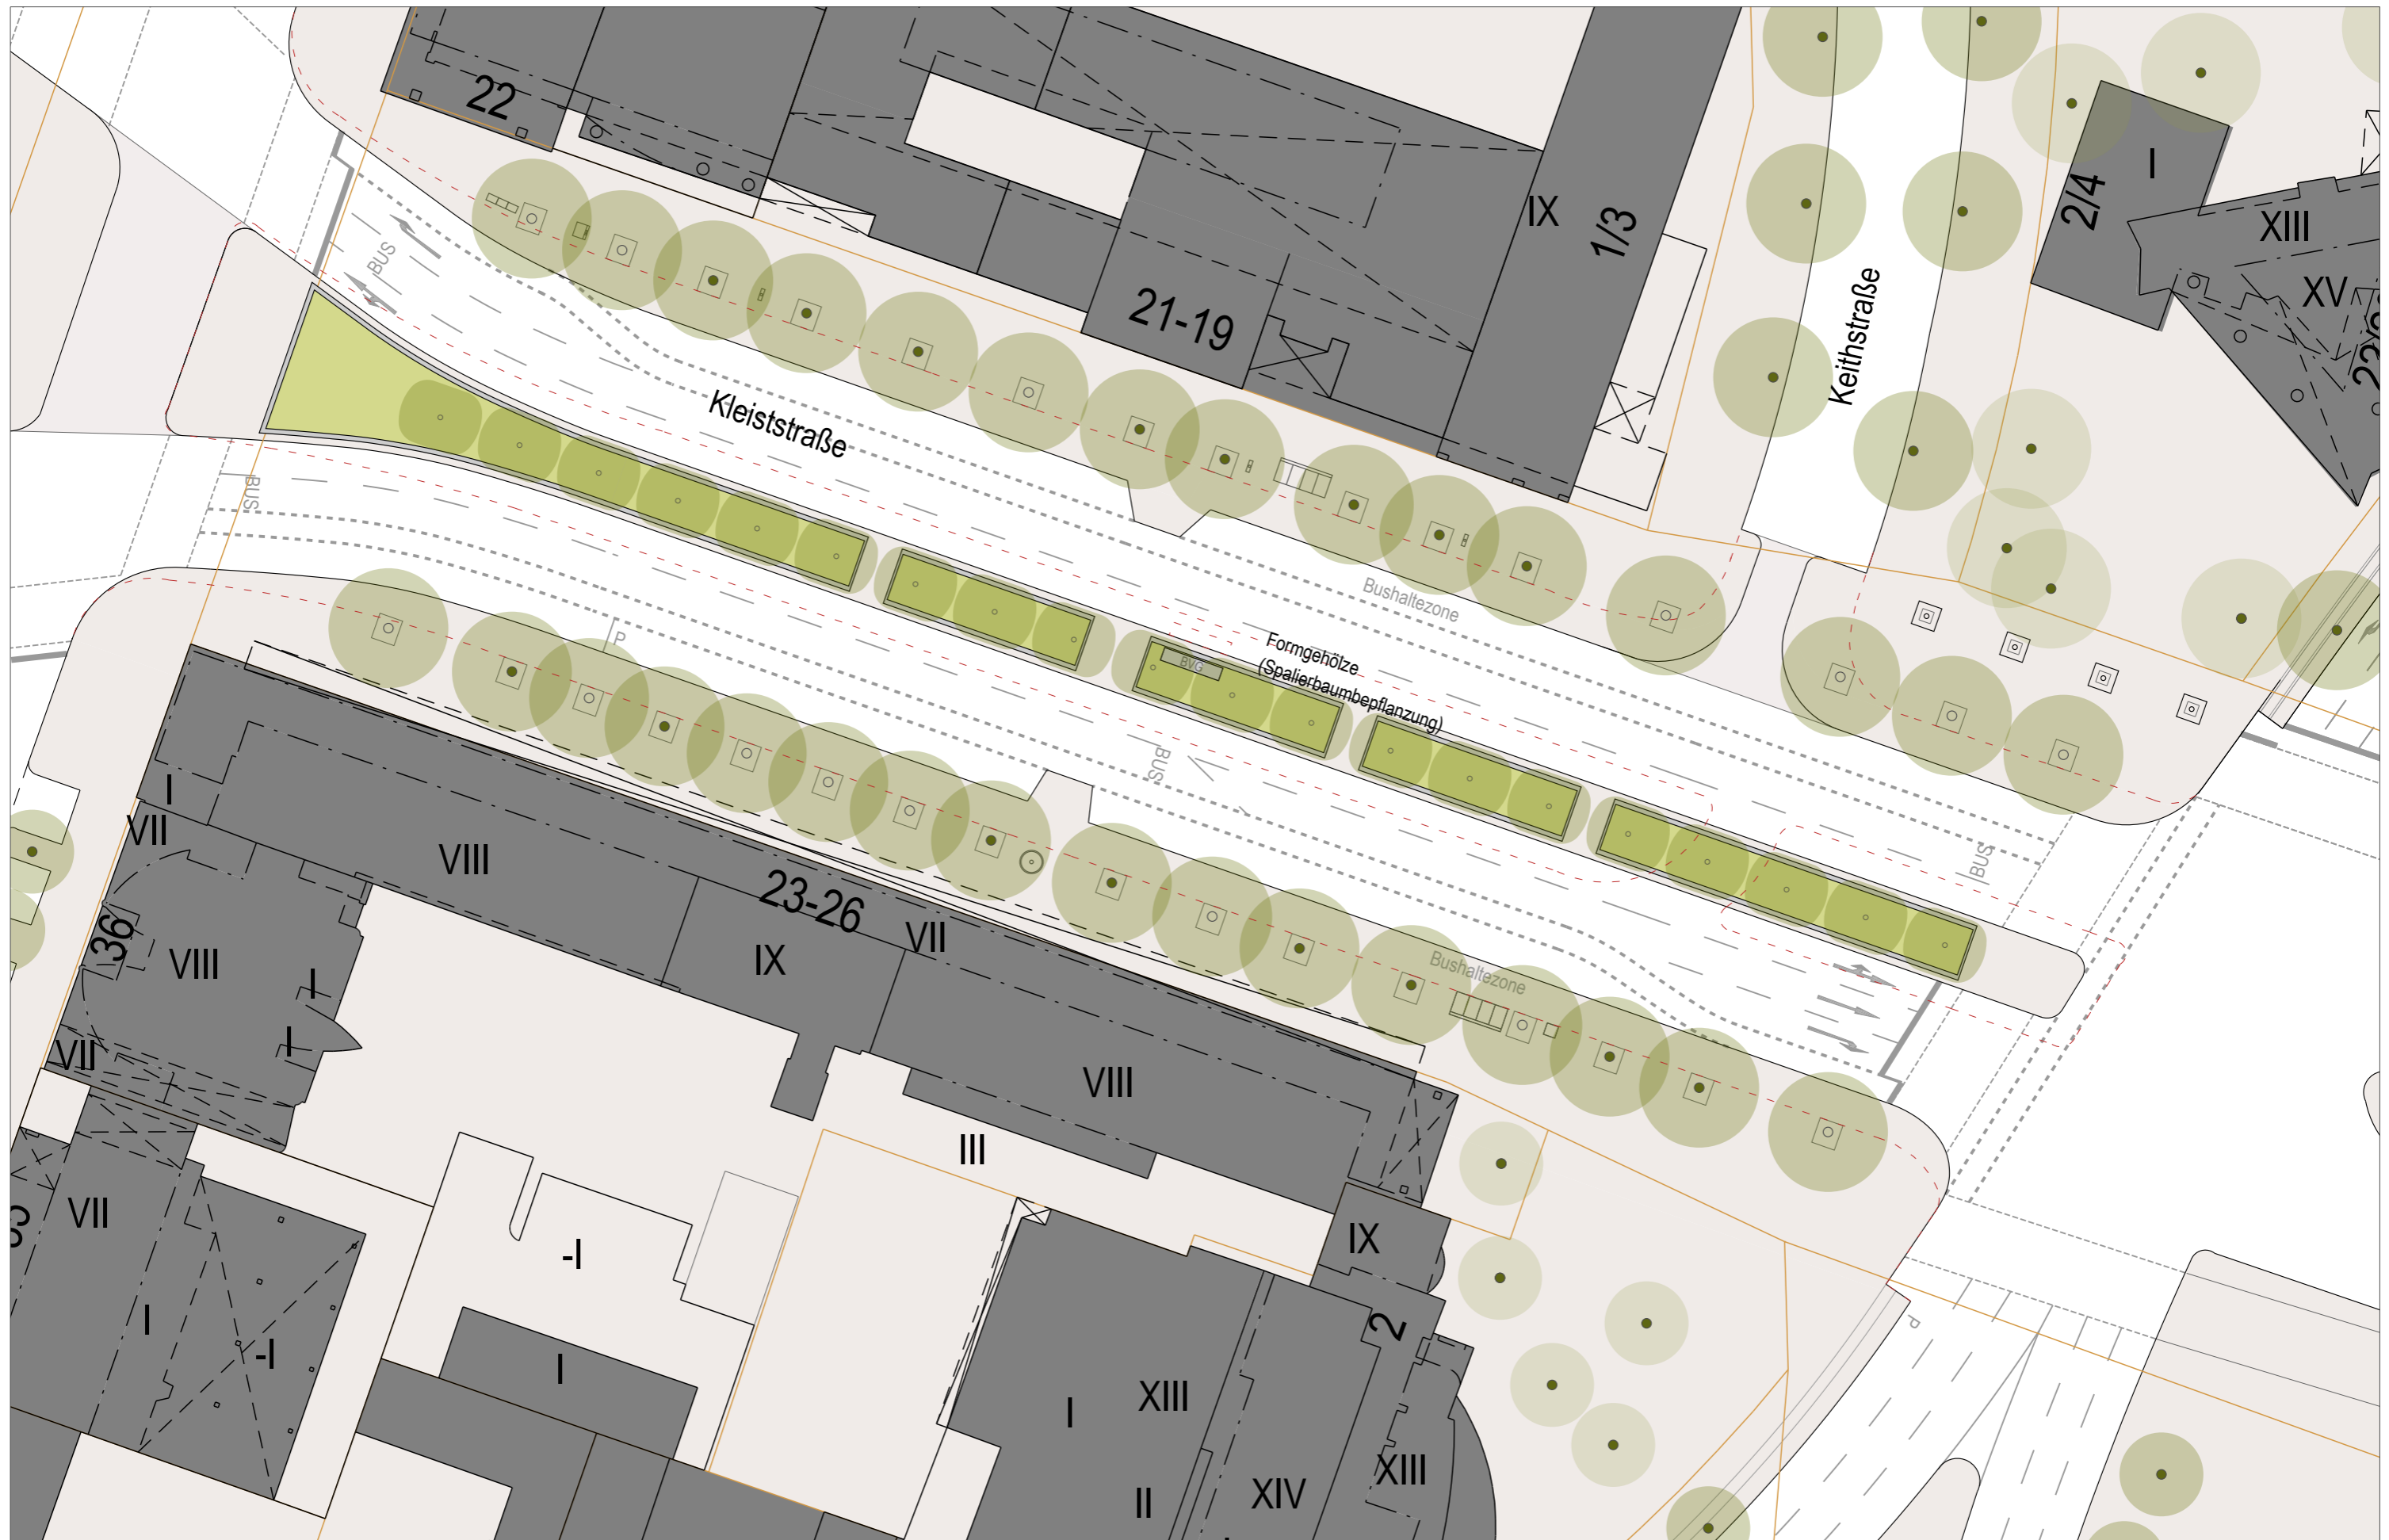 22
I
2/4
XIII
IX
1/3
XV
BUS
21-19
Keithstraße
Kleiststraße
BUS
Bushaltezone
P
Formgehölze
(Spalierbaumbepflanzung)
BVG
BUS
I
VII
VIII
BUS
23-26
36
VII
VIII
IX
I
Bushaltezone
I
VII
VIII
III
VII
-I
IX
P
I
-I
2
I
XIII
I
XIII
II
XIV